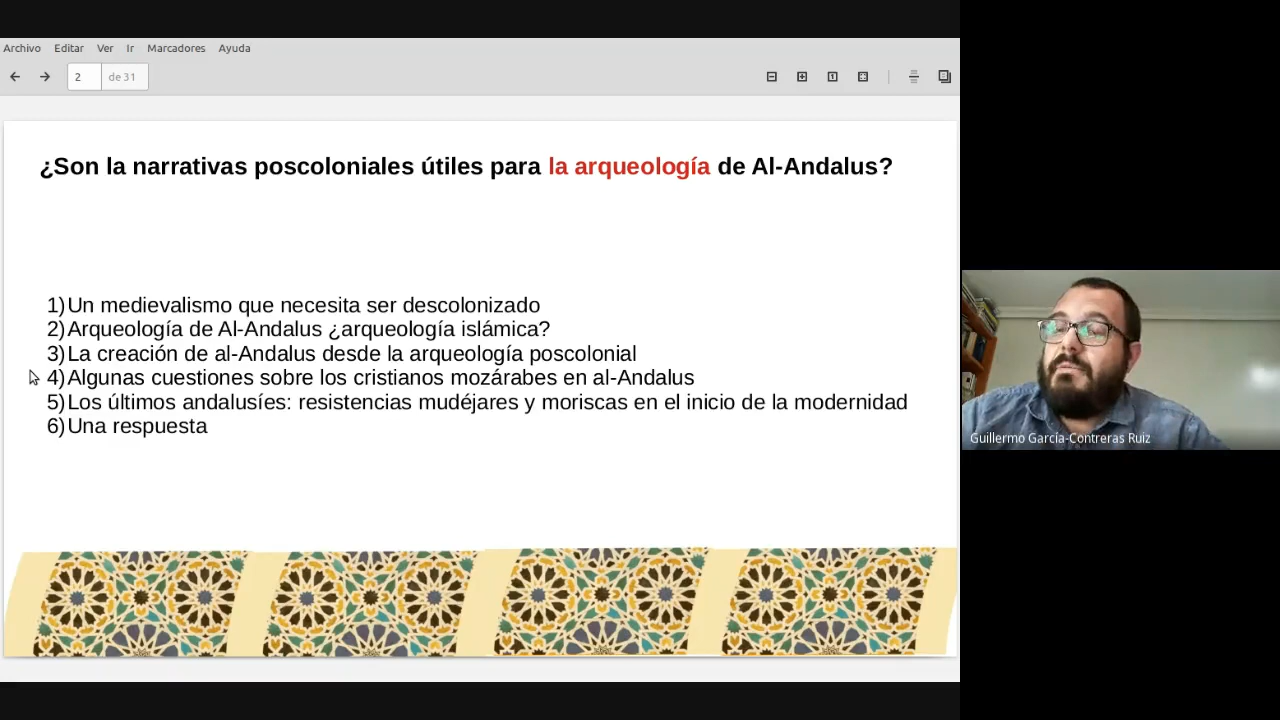 Archivo Editar Ver Ir Marcadores Ayuda
2 de 31
¿Son la narrativas poscoloniales útiles para la arqueología de Al-Andalus?
1)Un medievalismo que necesita ser descolonizado
2)Arqueología de Al-Andalus ¿arqueología islámica?
3)La creación de al-Andalus desde la arqueología poscolonial
4)Algunas cuestiones sobre los cristianos mozárabes en al-Andalus
5)Los últimos andalusíes: resistencias mudéjares y moriscas en el inicio de la modernidad
6)Una respuesta
Guillermo García-Contreras Ruiz